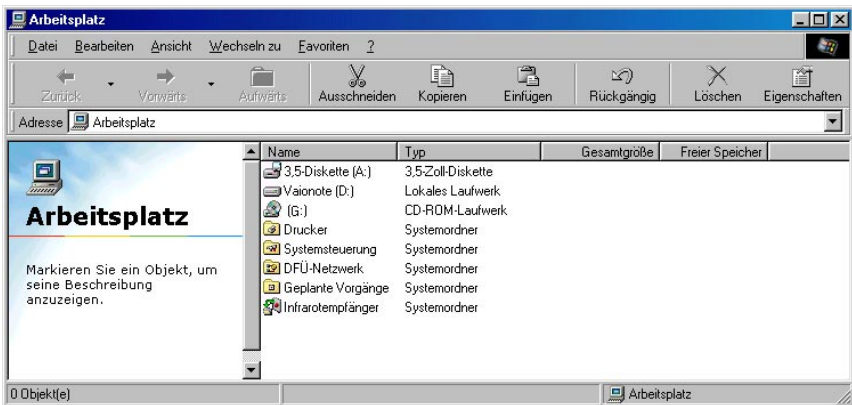 Arbeitsplatz
Datei Bearbeiten Ansicht Wechseln zu Favoriten ?
Zurück Vorwärts Aufwärts Ausschneiden Kopieren Einfügen Rückgängig Löschen Eigenschaften
Adresse Arbeitsplatz
Arbeitsplatz
Markieren Sie ein Objekt, um
seine Beschreibung
anzuzeigen.
Name Typ Gesamtgröße Freier Speicher
3,5-Diskette (A:) 3,5-Zoll-Diskette
Vaionote (D:) Lokales Laufwerk
(G:) CD-ROM-Laufwerk
Drucker Systemordner
Systemsteuerung Systemordner
DFÜ-Netzwerk Systemordner
Geplante Vorgänge Systemordner
Infrarotempfänger Systemordner
0 Objekt(e) Arbeitsplatz